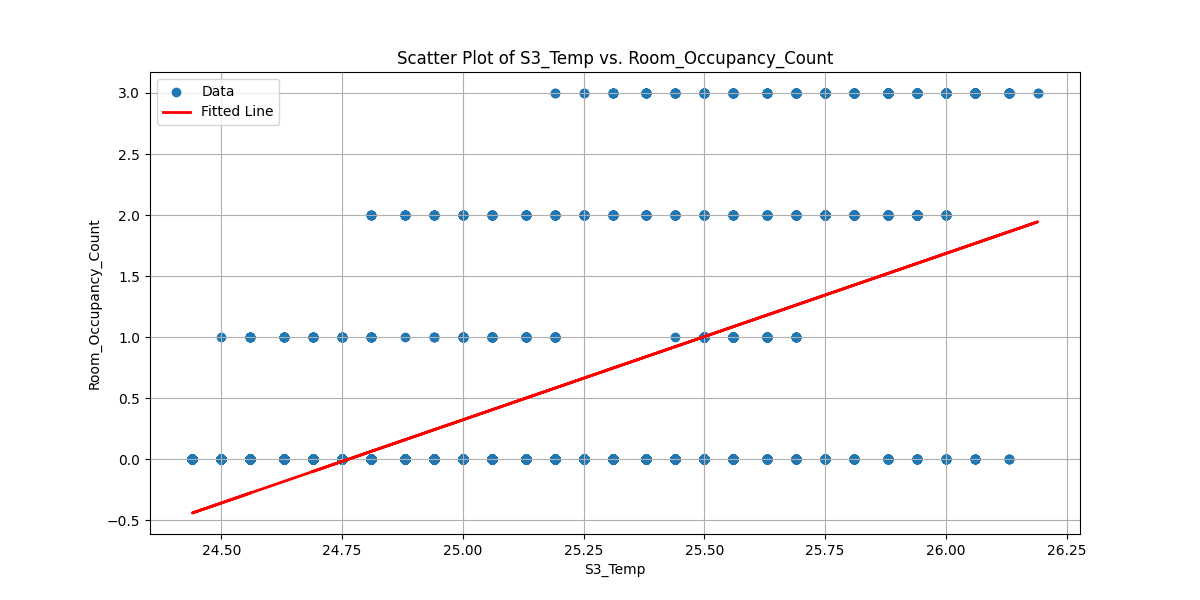 Scatter Plot of S3_Temp vs. Room_Occupancy_Count
Data
Fitted Line
3.0
2.5
2.0
1.5
1.0
0.5
0.0
−0.5
Room_Occupancy_Count
24.50 24.75 25.00 25.25 25.50 25.75 26.00 26.25
S3_Temp